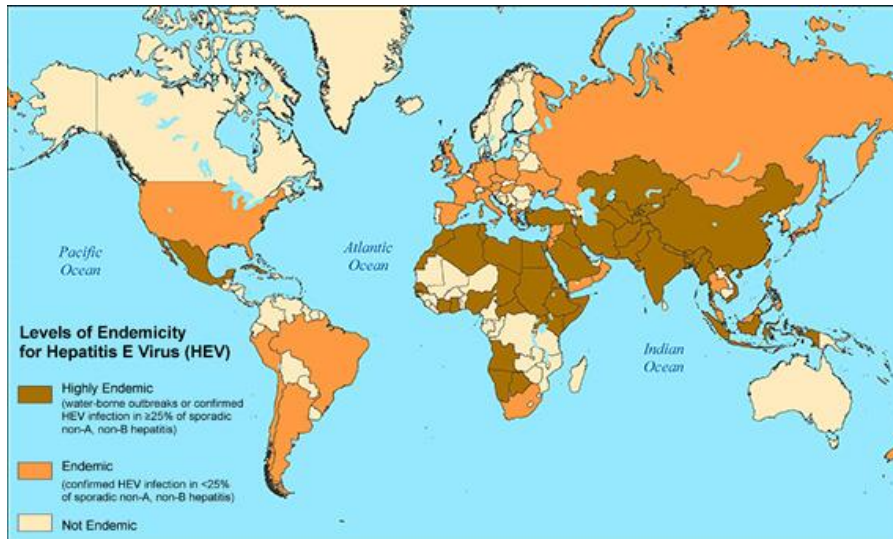 Pacific
Ocean
Atlantic
Ocean
Indian
Ocean
Levels of Endemicity
for Hepatitis E Virus (HEV)
Highly Endemic
(water-borne outbreaks or confirmed
HEV infection in ≥25% of sporadic
non-A, non-B hepatitis)
Endemic
(confirmed HEV infection in <25%
of sporadic non-A, non-B hepatitis)
Not Endemic